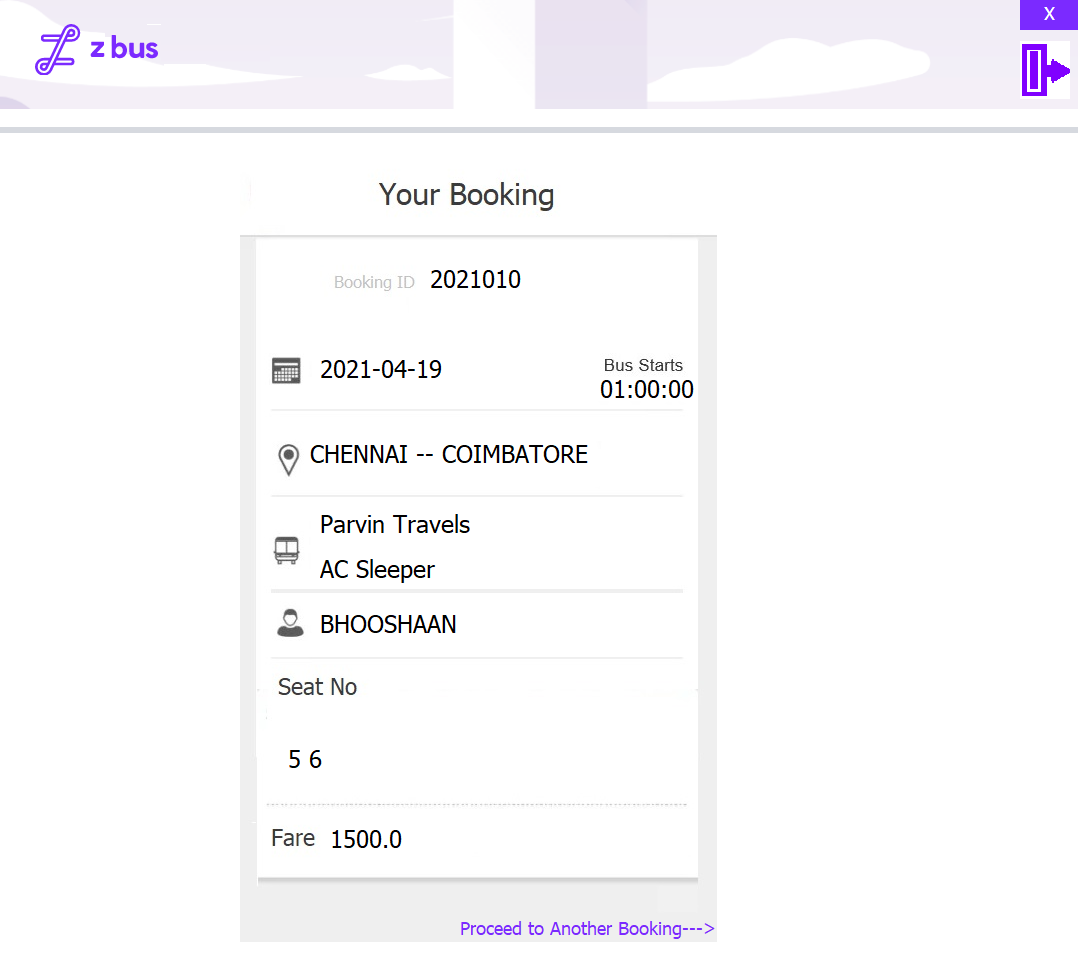 X
z bus
Your Booking
Booking ID 2021010
2021-04-19
Bus Starts
01:00:00
CHENNAI -- COIMBATORE
Parvin Travels
AC Sleeper
BHOOSHAAN
Seat No
5 6
Fare 1500.0
Proceed to Another Booking--->